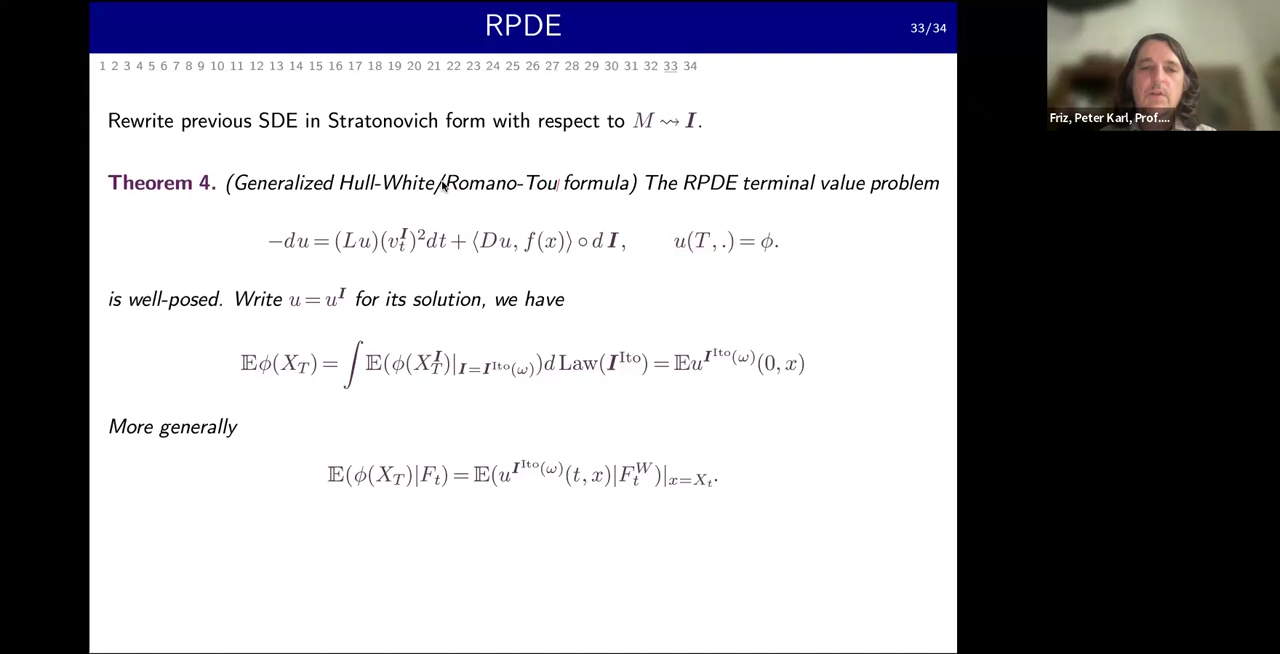 RPDE
33/34
1 2 3 4 5 6 7 8 9 10 11 12 13 14 15 16 17 18 19 20 21 22 23 24 25 26 27 28 29 30 31 32 33 34
Friz, Peter Karl, Prof....
Rewrite previous SDE in Stratonovich form with respect to M ⇝ I.
Theorem 4. (Generalized Hull-White/Romano-Tou formula) The RPDE terminal value problem
−du = (Lu)(v_t^I)^2 dt + ⟨Du, f(x)⟩ ∘ d I, u(T, .) = ϕ.
is well-posed. Write u = u^I for its solution, we have
𝔼ϕ(X_T) = ∫ 𝔼(ϕ(X_T^I)|_{I=I^{Ito}(ω)}) d Law(I^{Ito}) = 𝔼u^{I^{Ito}(ω)}(0, x)
More generally
𝔼(ϕ(X_T)|F_t) = 𝔼(u^{I^{Ito}(ω)}(t, x)|F_t^W)|_{x=X_t}.